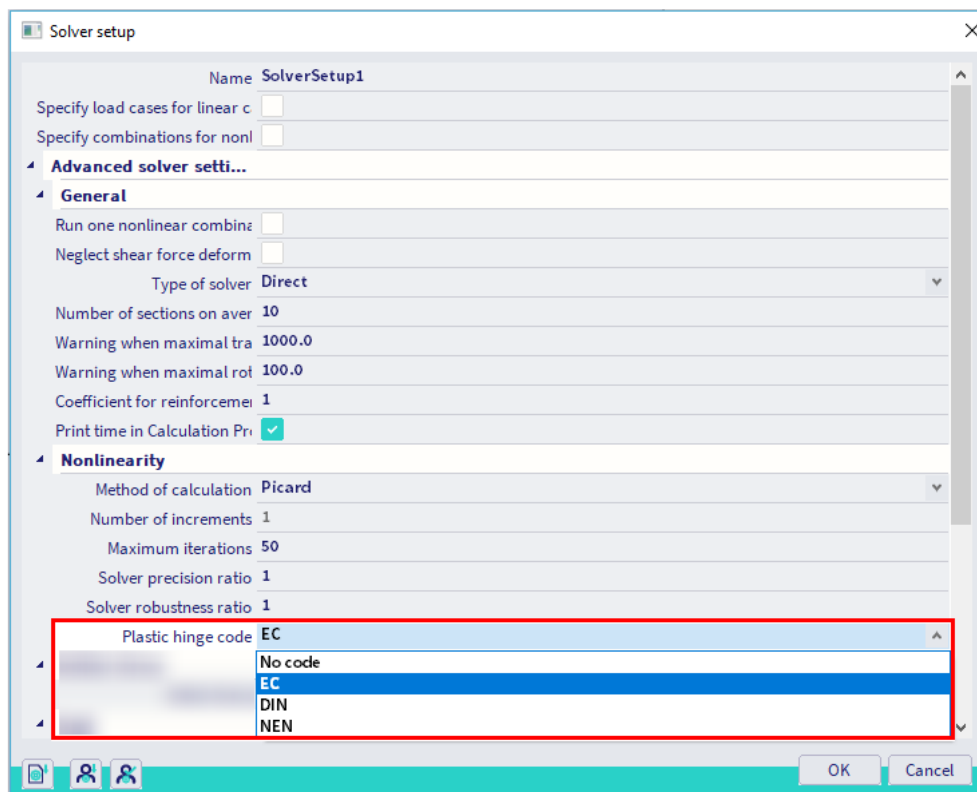 Solver setup
Name SolverSetup1
Specify load cases for linear c
Specify combinations for nonl
Advanced solver setti...
General
Run one nonlinear combina
Neglect shear force deform
Type of solver Direct
Number of sections on aver 10
Warning when maximal tra 1000.0
Warning when maximal rot 100.0
Coefficient for reinforcemer 1
Print time in Calculation Pr
Nonlinearity
Method of calculation Picard
Number of increments 1
Maximum iterations 50
Solver precision ratio 1
Solver robustness ratio 1
Plastic hinge code EC
No code
EC
DIN
NEN
OK Cancel